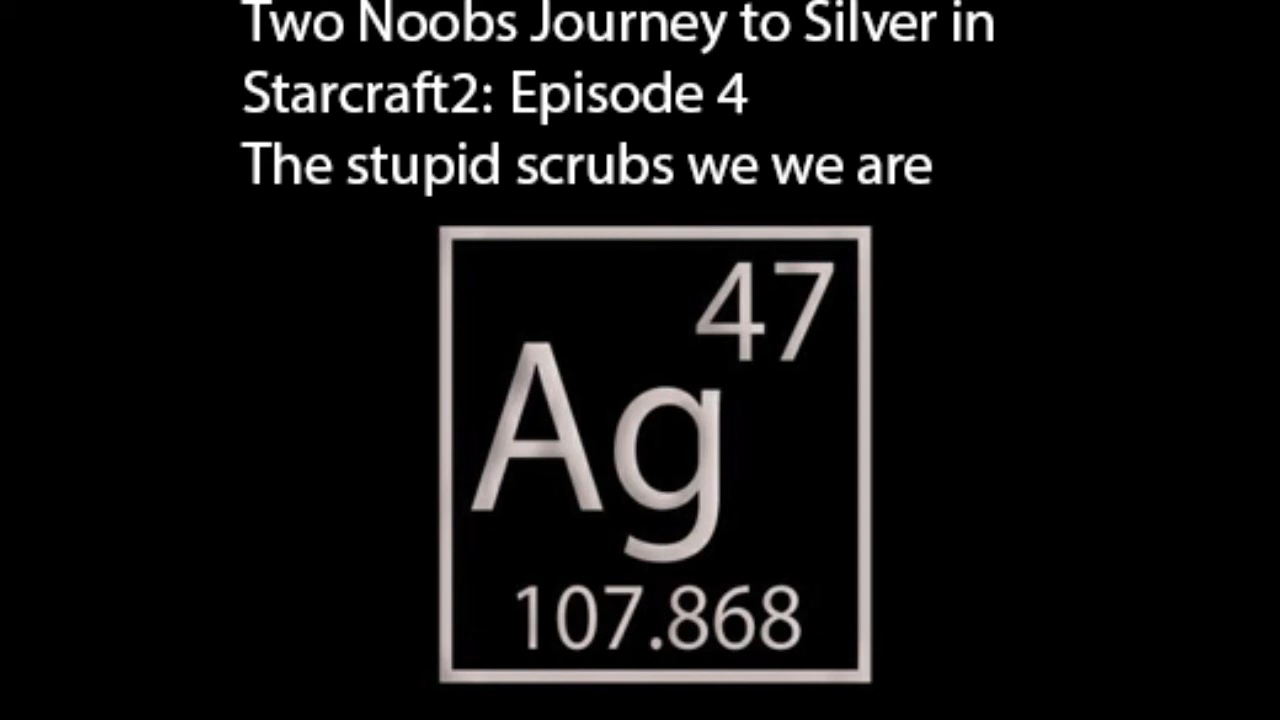 Two Noobs Journey to Silver in
Starcraft2: Episode 4
The stupid scrubs we we are
47
Ag
107.868